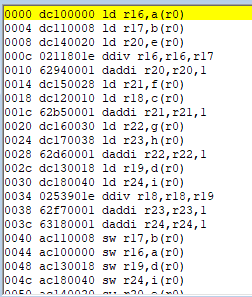 0000 dc100000 ld r16,a(r0)
0004 dc110008 ld r17,b(r0)
0008 dc140020 ld r20,e(r0)
000c 0211801e ddiv r16,r16,r17
0010 62940001 daddi r20,r20,1
0014 dc150028 ld r21,f(r0)
0018 dc120010 ld r18,c(r0)
001c 62b50001 daddi r21,r21,1
0020 dc160030 ld r22,g(r0)
0024 dc170038 ld r23,h(r0)
0028 62d60001 daddi r22,r22,1
002c dc130018 ld r19,d(r0)
0030 dc180040 ld r24,i(r0)
0034 0253901e ddiv r18,r18,r19
0038 62f70001 daddi r23,r23,1
003c 63180001 daddi r24,r24,1
0040 ac110008 sw r17,b(r0)
0044 ac100000 sw r16,a(r0)
0048 ac130018 sw r19,d(r0)
004c ac180040 sw r24,i(r0)